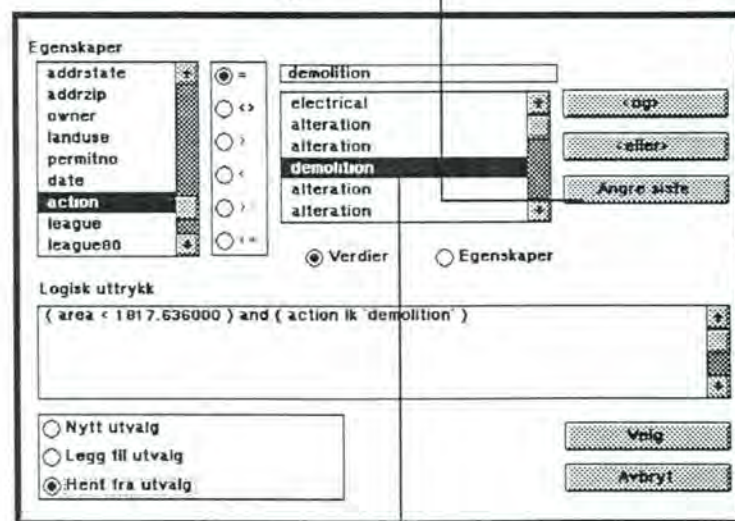 Egenskaper
addrstate
addrzip
owner
landuse
permitno
date
action
league
league80
=
<>
>
<
>=
<=
demolition
electrical
alteration
alteration
demolition
alteration
alteration
<og>
<eller>
Angre siste
Verdier
Egenskaper
Logisk uttrykk
( area < 1817.636000 ) and ( action lk 'demolition' )
Nytt utvalg
Legg til utvalg
Hent fra utvalg
Velg
Avbryt